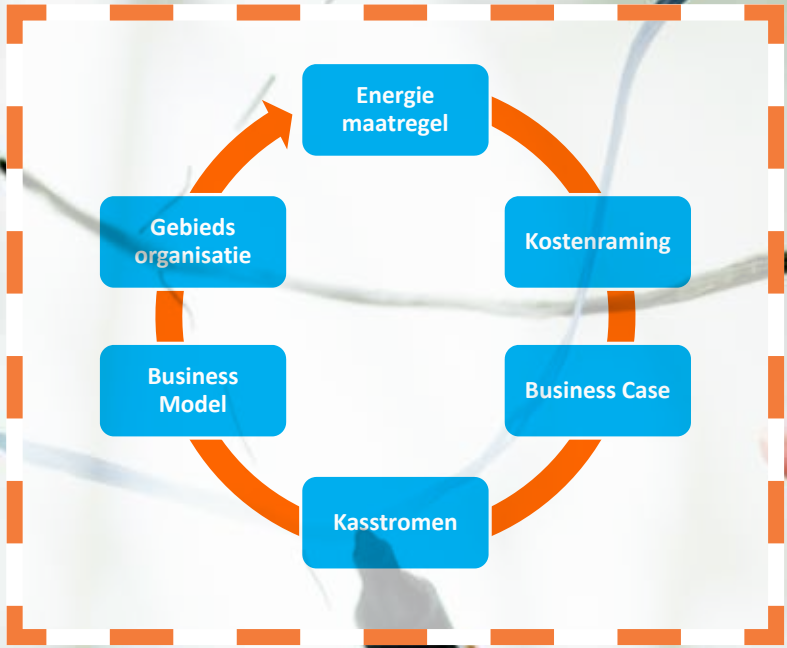 Energie
maatregel
Kostenraming
Business Case
Kasstromen
Business
Model
Gebieds
organisatie